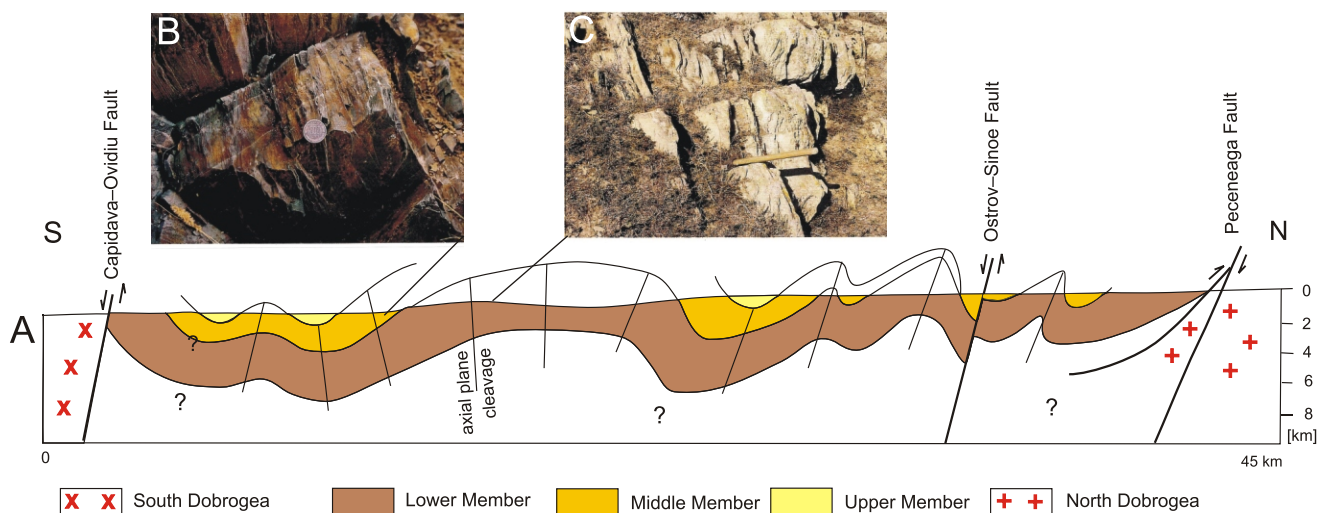 B
C
Capidava–Ovidiu Fault
Ostrov–Sinoe Fault
Peceneaga Fault
S
N
A
0
2
4
6
8
[km]
?
?
?
?
axial plane
cleavage
0
45 km
South Dobrogea
Lower Member
Middle Member
Upper Member
North Dobrogea